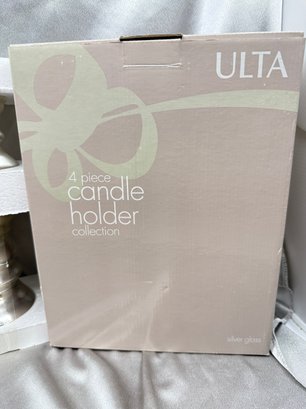 ULTA
4 piece
candle
holder
collection
silver glass